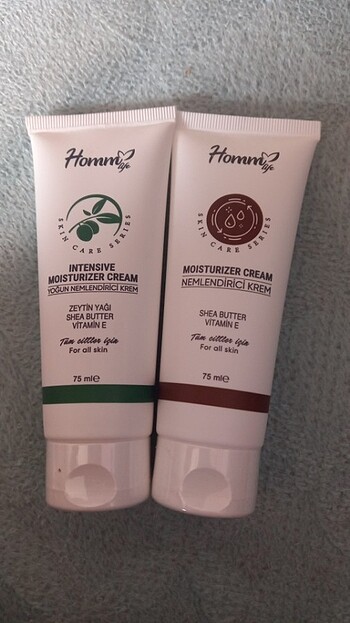 Homm
life
SKIN CARE SERIES
INTENSIVE
MOISTURIZER CREAM
YOĞUN NEMLENDİRİCİ KREM
ZEYTİN YAĞI
SHEA BUTTER
VİTAMİN E
Tüm ciltler için
For all skin
75 ml℮
Homm
life
SKIN CARE SERIES
MOISTURIZER CREAM
NEMLENDİRİCİ KREM
SHEA BUTTER
VİTAMİN E
Tüm ciltler için
For all skin
75 ml℮